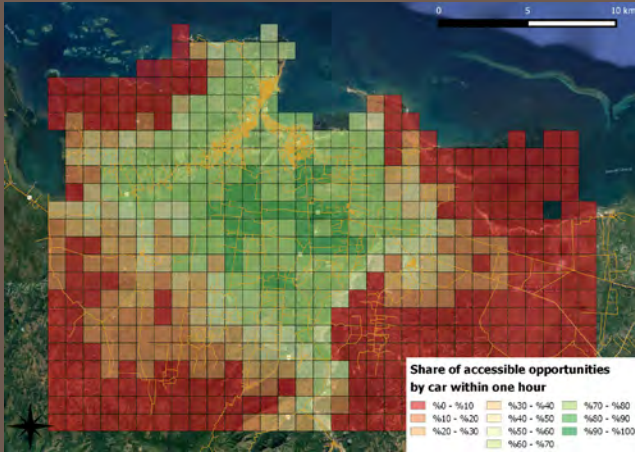 0 5 10 km
Share of accessible opportunities
by car within one hour
%0 - %10 %30 - %40 %70 - %80
%10 - %20 %40 - %50 %80 - %90
%20 - %30 %50 - %60 %90 - %100
%60 - %70